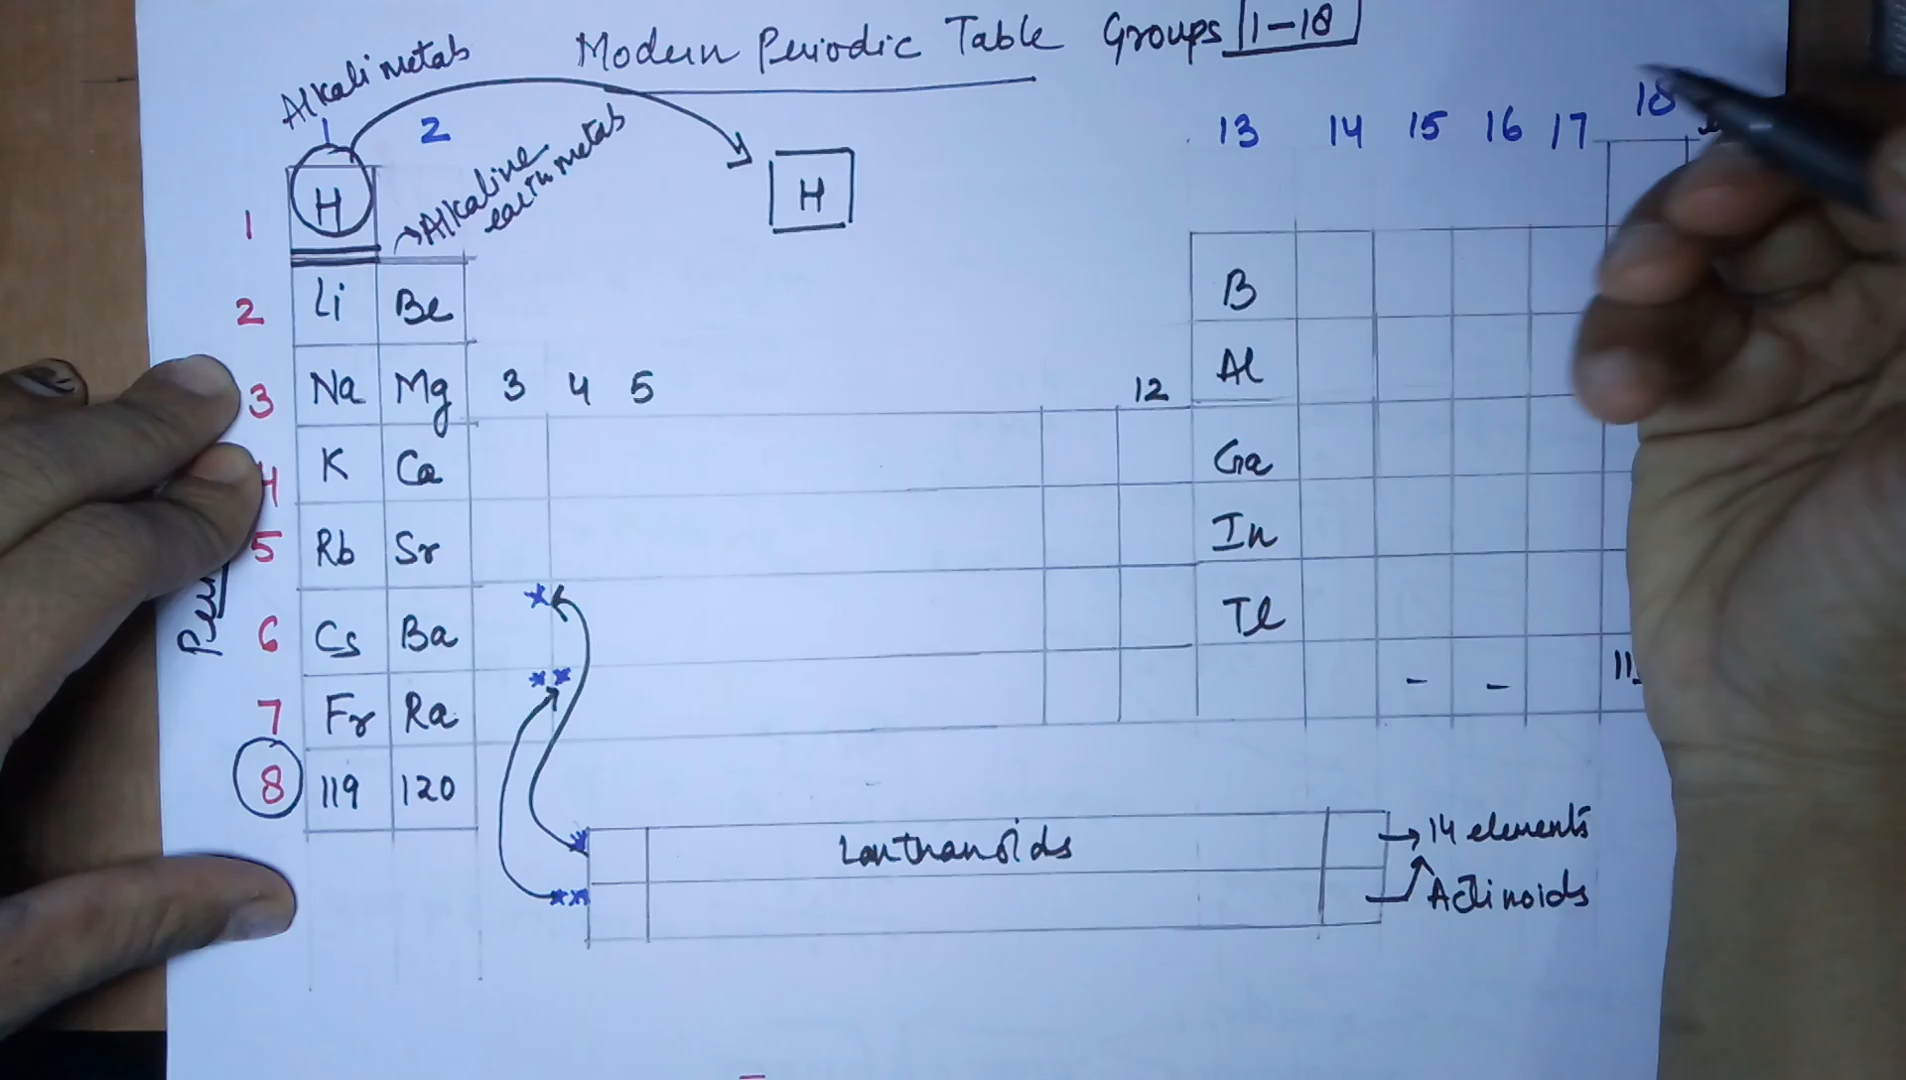 Modern Periodic Table Groups 1-18
Alkali metals
1 2 13 14 15 16 17 18
→Alkaline
earth metals
1 H H
2 Li Be B
3 Na Mg 3 4 5 12 Al
4 K Ca Ga
5 Rb Sr In
*
6 Cs Ba Tl
**
7 Fr Ra - -
8 119 120
* Lanthanoids → 14 elements
** Actinoids